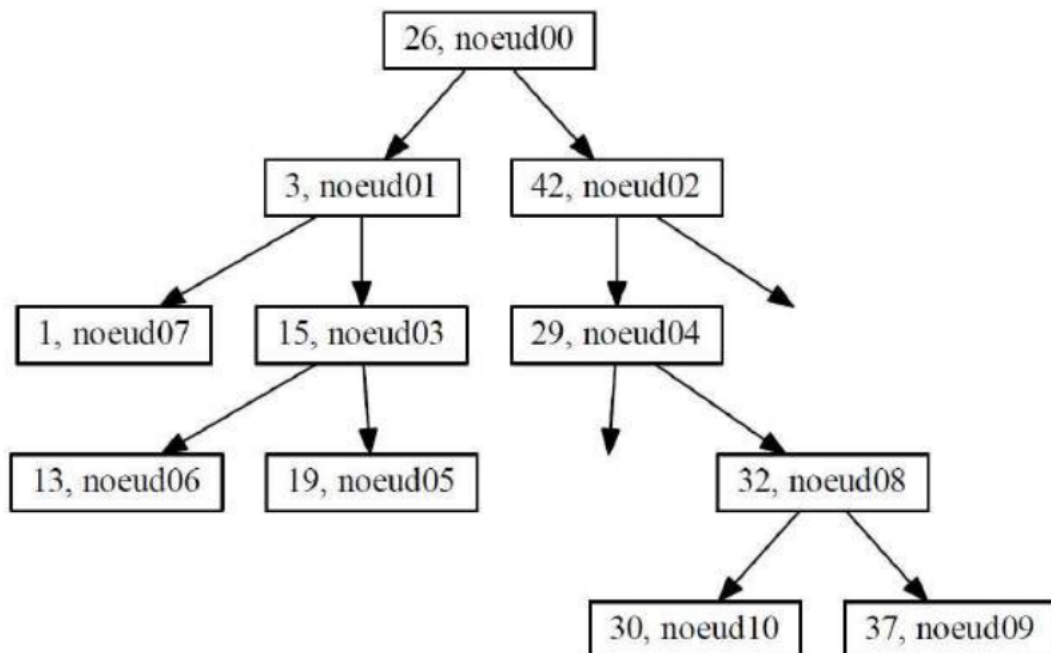 26, noeud00
3, noeud01
42, noeud02
1, noeud07
15, noeud03
29, noeud04
13, noeud06
19, noeud05
32, noeud08
30, noeud10
37, noeud09